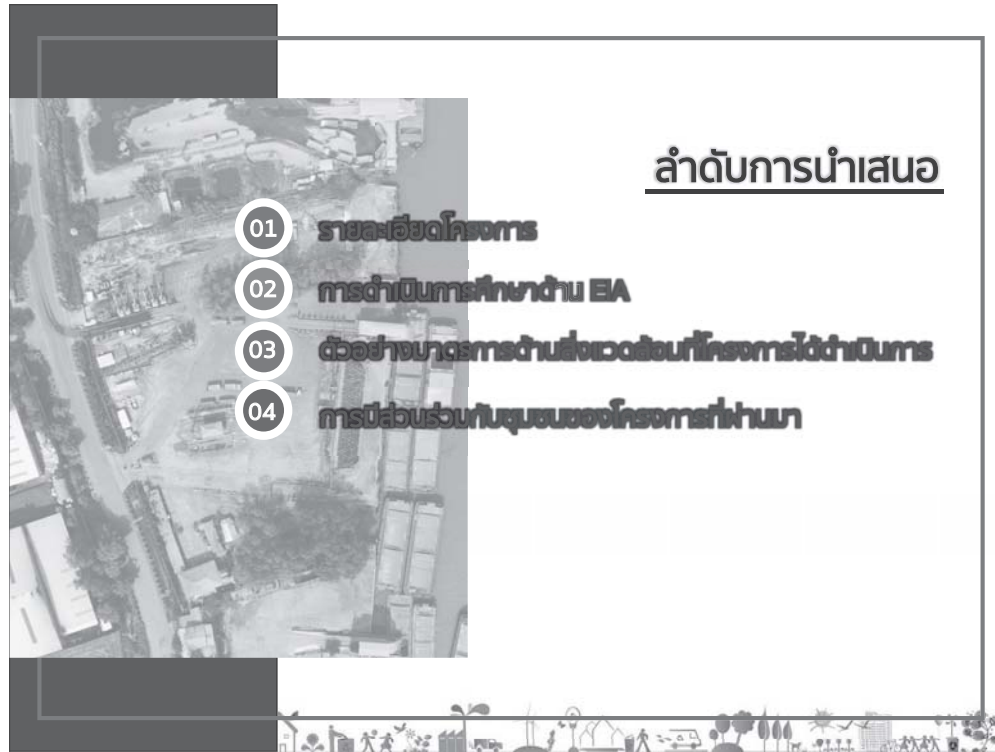 ลำดับการนำเสนอ
01 รายละเอียดโครงการ
02 การดำเนินการศึกษาด้าน EIA
03 ตัวอย่างมาตรการด้านสิ่งแวดล้อมที่โครงการได้ดำเนินการ
04 การมีส่วนร่วมกับชุมชนของโครงการที่ผ่านมา